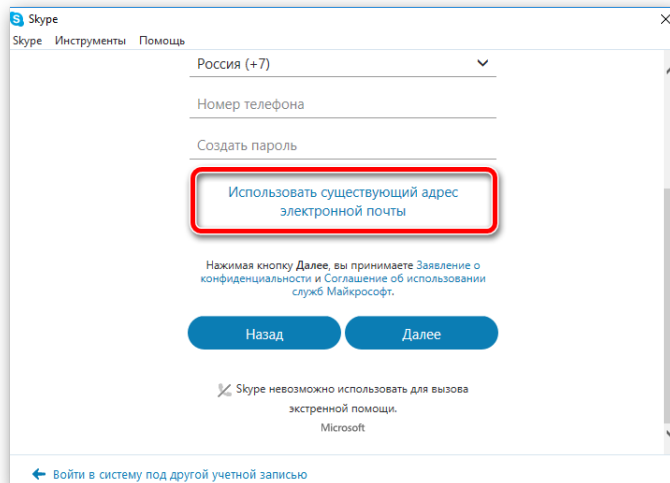 Skype
Skype Инструменты Помощь
Россия (+7)
Номер телефона
Создать пароль
Использовать существующий адрес
электронной почты
Нажимая кнопку Далее, вы принимаете Заявление о
конфиденциальности и Соглашение об использовании
служб Майкрософт.
Назад Далее
Skype невозможно использовать для вызова
экстренной помощи.
Microsoft
Войти в систему под другой учетной записью